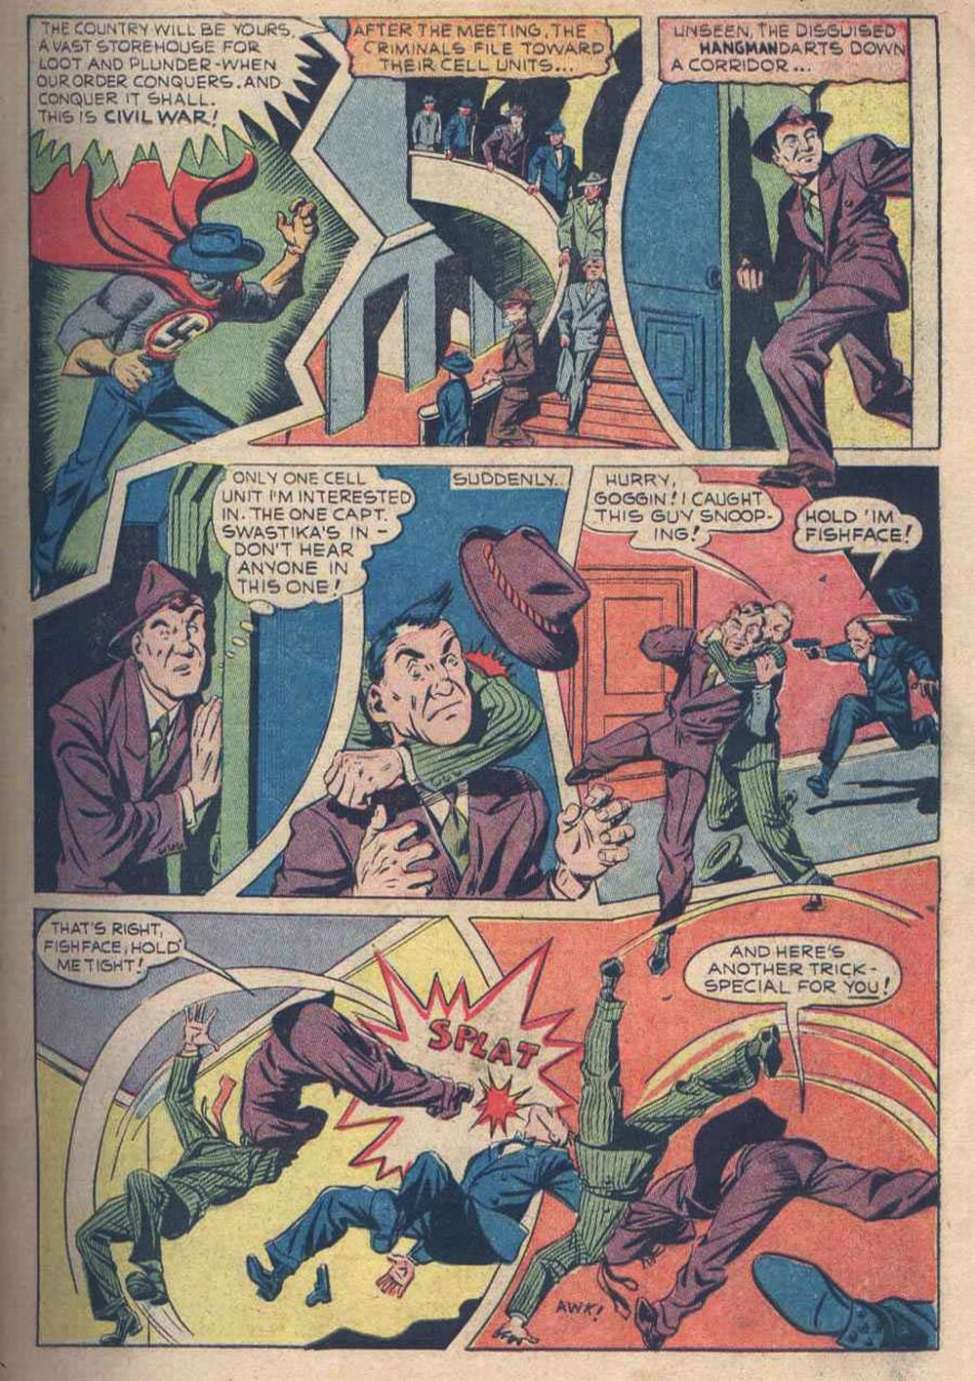 THE COUNTRY WILL BE YOURS,
A VAST STOREHOUSE FOR
LOOT AND PLUNDER-WHEN
OUR ORDER CONQUERS. AND
CONQUER IT SHALL.
THIS IS CIVIL WAR!
AFTER THE MEETING, THE
CRIMINALS FILE TOWARD
THEIR CELL UNITS...
UNSEEN, THE DISGUISED
HANGMAN DARTS DOWN
A CORRIDOR...
ONLY ONE CELL
UNIT I'M INTERESTED
IN. THE ONE CAPT.
SWASTIKA'S IN -
DON'T HEAR
ANYONE IN
THIS ONE!
SUDDENLY..
HURRY,
GOGGIN! I CAUGHT
THIS GUY SNOOP-
ING!
HOLD 'IM
FISHFACE!
THAT'S RIGHT,
FISHFACE, HOLD
ME TIGHT!
SPLAT
AND HERE'S
ANOTHER TRICK-
SPECIAL FOR YOU!
AWK!